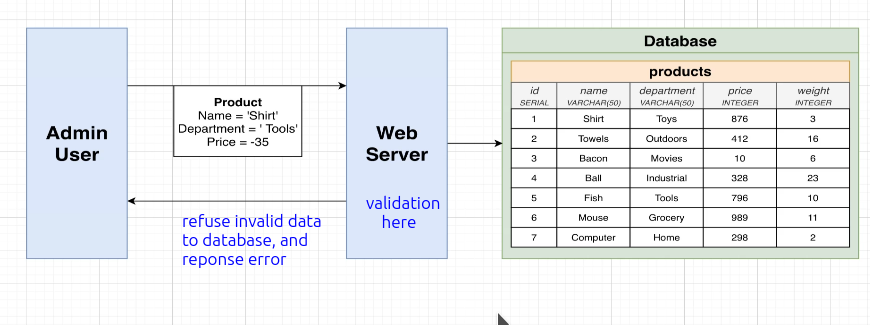 Admin
User
Product
Name = 'Shirt'
Department = ' Tools'
Price = -35
refuse invalid data
to database, and
reponse error
Web
Server
validation
here
Database
products
id name department price weight
SERIAL VARCHAR(50) VARCHAR(50) INTEGER INTEGER
1 Shirt Toys 876 3
2 Towels Outdoors 412 16
3 Bacon Movies 10 6
4 Ball Industrial 328 23
5 Fish Tools 796 10
6 Mouse Grocery 989 11
7 Computer Home 298 2